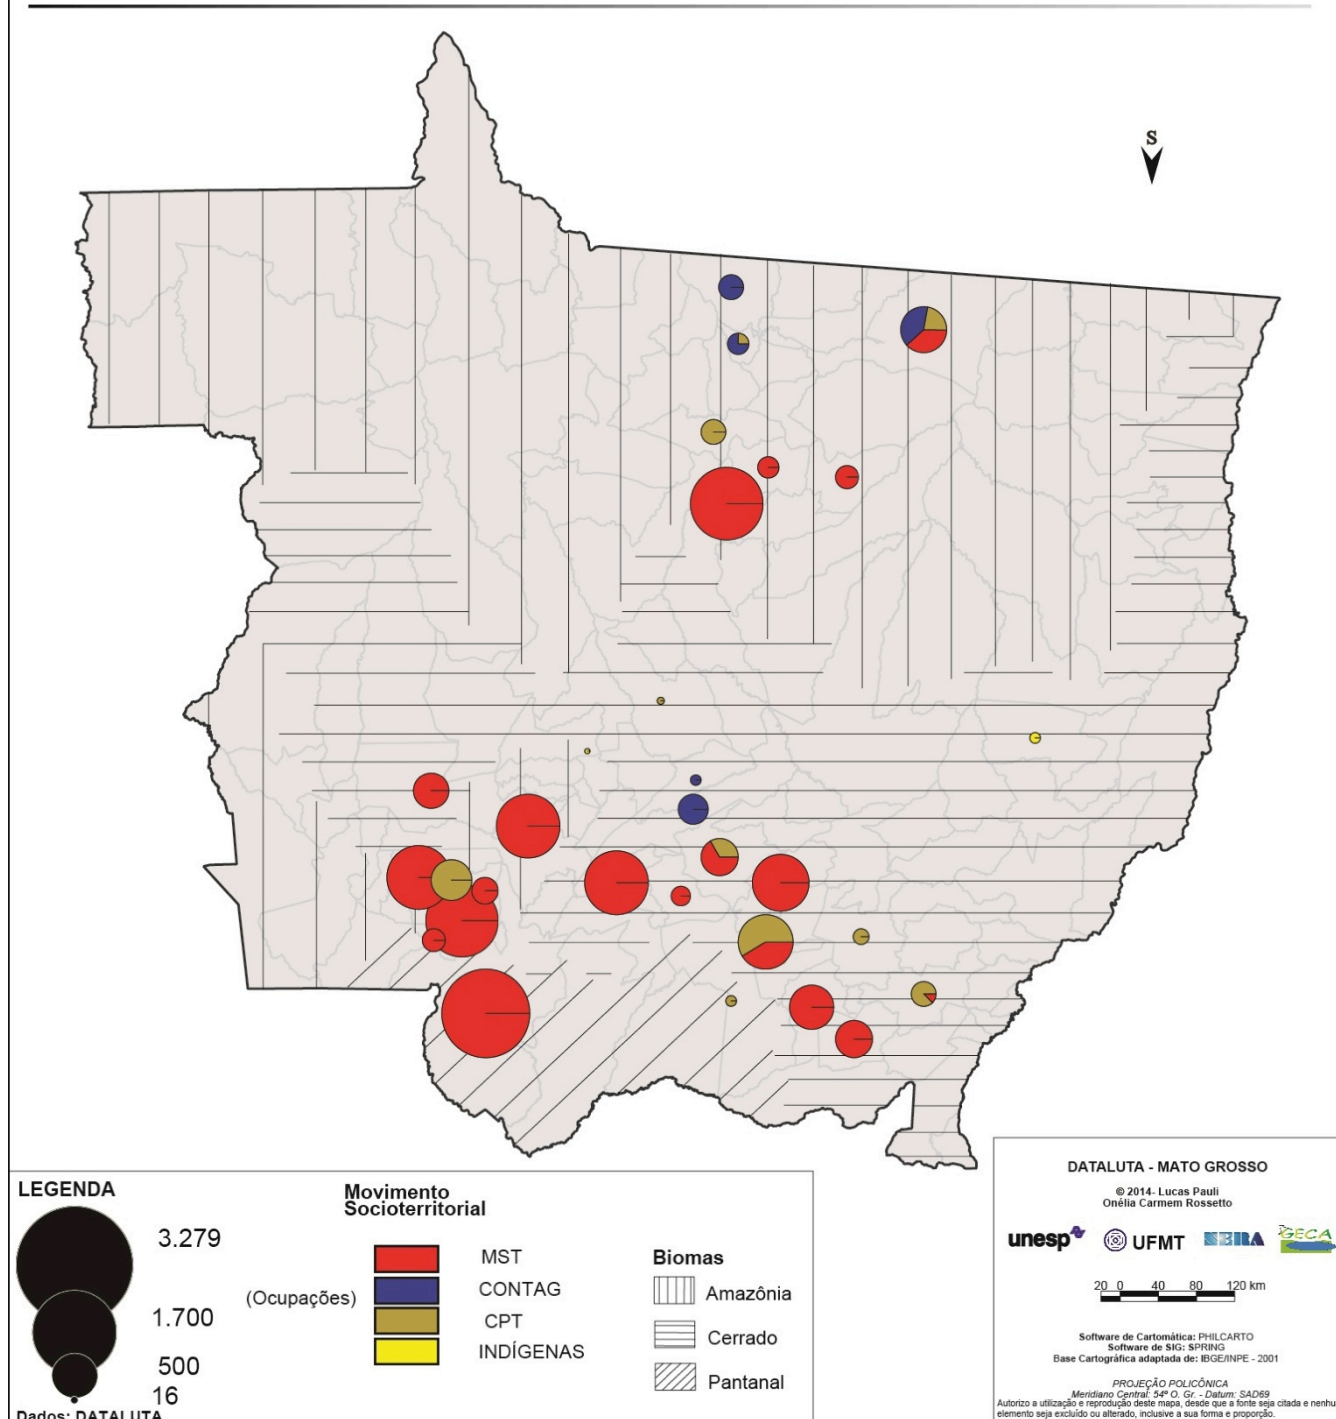 S
LEGENDA
3.279
1.700
500
16
(Ocupações)
Dados: DATALUTA
Movimento
Socioterritorial
MST
CONTAG
CPT
INDÍGENAS
Biomas
Amazônia
Cerrado
Pantanal
DATALUTA - MATO GROSSO
© 2014- Lucas Pauli
Onélia Carmem Rossetto
unesp UFMT NERA GECA
20 0 40 80 120 km
Software de Cartomática: PHILCARTO
Software de SIG: SPRING
Base Cartográfica adaptada de: IBGE/INPE - 2001
PROJEÇÃO POLICÔNICA
Meridiano Central: 54º O. Gr. - Datum: SAD69
Autorizo a utilização e reprodução deste mapa, desde que a fonte seja citada e nenhu
elemento seja excluído ou alterado, inclusive a sua forma e proporção.